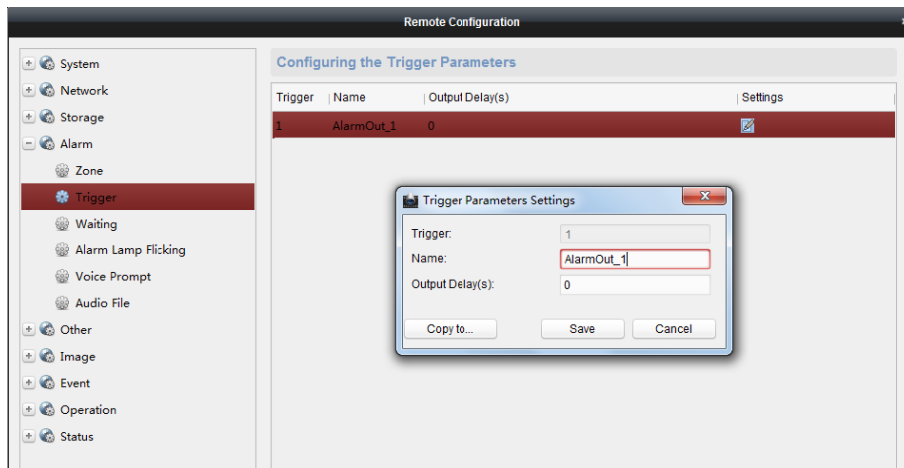 Remote Configuration
System
Network
Storage
Alarm
Zone
Trigger
Waiting
Alarm Lamp Flicking
Voice Prompt
Audio File
Other
Image
Event
Operation
Status
Configuring the Trigger Parameters
Trigger Name Output Delay(s) Settings
1 AlarmOut_1 0
Trigger Parameters Settings
Trigger: 1
Name: AlarmOut_1
Output Delay(s): 0
Copy to... Save Cancel